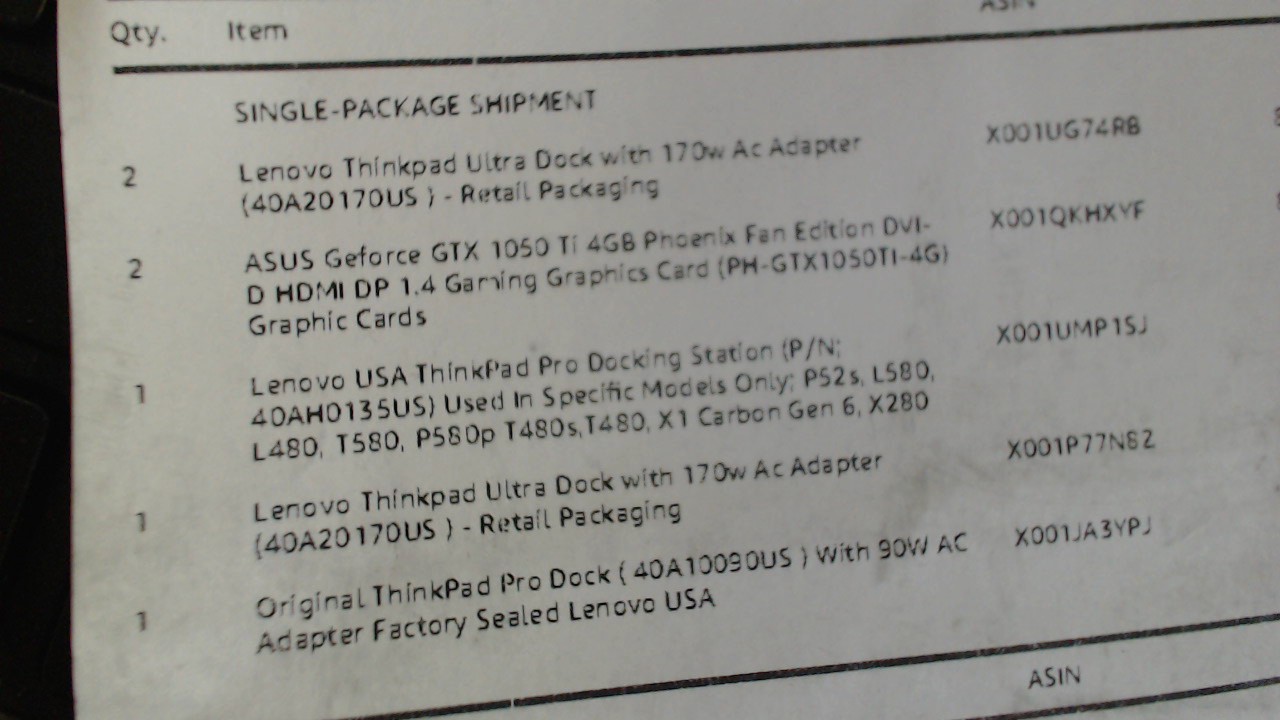 Qty. Item
SINGLE-PACKAGE SHIPMENT
2 Lenovo Thinkpad Ultra Dock with 170w Ac Adapter X001UG74RB
(40A20170US ) - Retail Packaging
2 ASUS Geforce GTX 1050 Ti 4GB Phoenix Fan Edition DVI- X001QKHXYF
D HDMI DP 1.4 Gaming Graphics Card (PH-GTX1050TI-4G)
Graphic Cards
1 Lenovo USA ThinkPad Pro Docking Station (P/N; X001UMP1SJ
40AH0135US) Used In Specific Models Only; P52s, L580,
L480, T580, P580p T480s,T480, X1 Carbon Gen 6, X280
1 Lenovo Thinkpad Ultra Dock with 170w Ac Adapter
(40A20170US ) - Retail Packaging
1 Original ThinkPad Pro Dock ( 40A10090US ) With 90W AC X001JA3YPJ
Adapter Factory Sealed Lenovo USA
ASIN